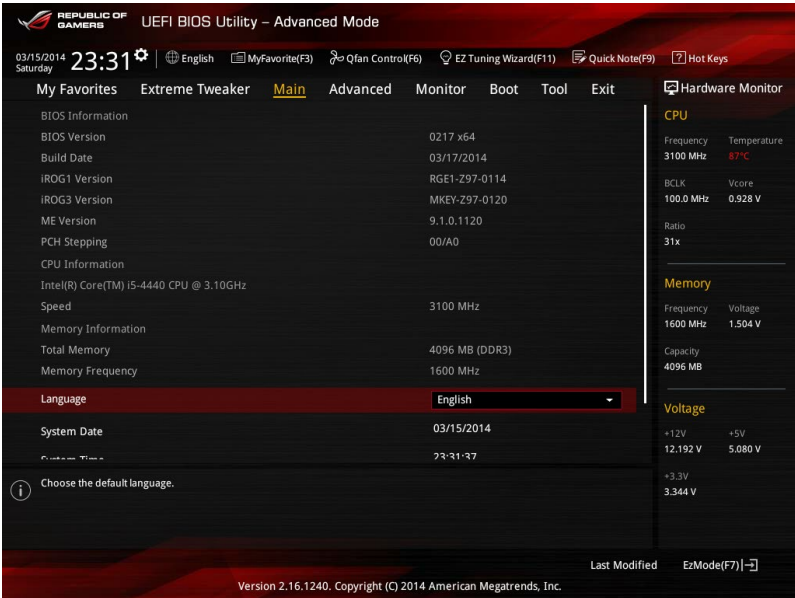 REPUBLIC OF
GAMERS
UEFI BIOS Utility – Advanced Mode
03/15/2014
Saturday
23:31
English
MyFavorite(F3)
Qfan Control(F6)
EZ Tuning Wizard(F11)
Quick Note(F9)
? Hot Keys
My Favorites
Extreme Tweaker
Main
Advanced
Monitor
Boot
Tool
Exit
BIOS Information
BIOS Version 0217 x64
Build Date 03/17/2014
iROG1 Version RGE1-Z97-0114
iROG3 Version MKEY-Z97-0120
ME Version 9.1.0.1120
PCH Stepping 00/A0
CPU Information
Intel(R) Core(TM) i5-4440 CPU @ 3.10GHz
Speed 3100 MHz
Memory Information
Total Memory 4096 MB (DDR3)
Memory Frequency 1600 MHz
Language English
System Date 03/15/2014
System Time 23:31:37
Choose the default language.
Hardware Monitor
CPU
Frequency Temperature
3100 MHz 87°C
BCLK Vcore
100.0 MHz 0.928 V
Ratio
31x
Memory
Frequency Voltage
1600 MHz 1.504 V
Capacity
4096 MB
Voltage
+12V +5V
12.192 V 5.080 V
+3.3V
3.344 V
Last Modified
EzMode(F7)
Version 2.16.1240. Copyright (C) 2014 American Megatrends, Inc.